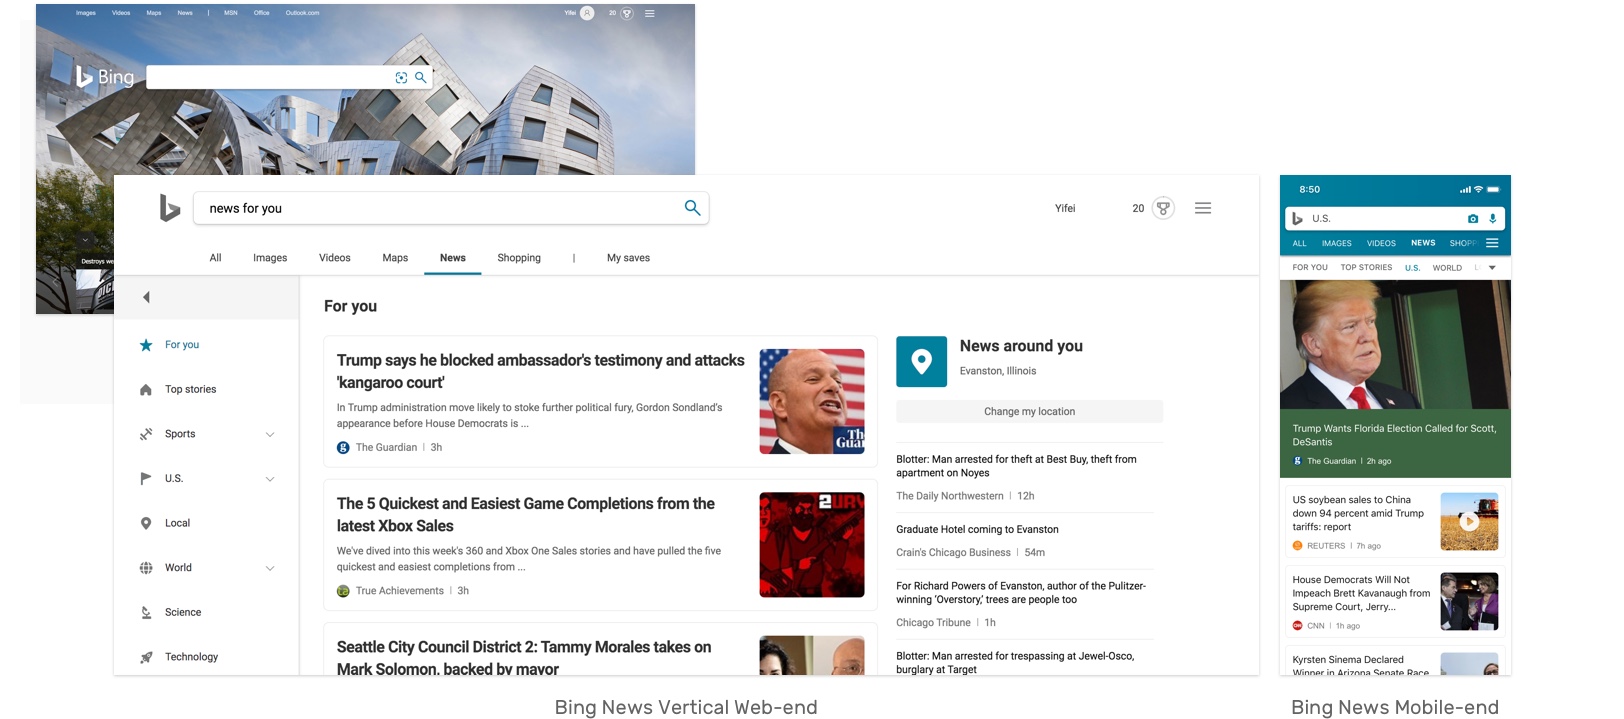 Images Videos Maps News | MSN Office Outlook.com
Yifei 20
Bing
Destroys we
news for you
Yifei 20
All Images Videos Maps News Shopping | My saves
For you
Top stories
Sports
U.S.
Local
World
Science
Technology
For you
Trump says he blocked ambassador's testimony and attacks
'kangaroo court'
In Trump administration move likely to stoke further political fury, Gordon Sondland's
appearance before House Democrats is ...
The Guardian | 3h
The 5 Quickest and Easiest Game Completions from the
latest Xbox Sales
We've dived into this week's 360 and Xbox One Sales stories and have pulled the five
quickest and easiest completions from ...
True Achievements | 3h
Seattle City Council District 2: Tammy Morales takes on
Mark Solomon, backed by mayor
News around you
Evanston, Illinois
Change my location
Blotter: Man arrested for theft at Best Buy, theft from
apartment on Noyes
The Daily Northwestern | 12h
Graduate Hotel coming to Evanston
Crain's Chicago Business | 54m
For Richard Powers of Evanston, author of the Pulitzer-
winning 'Overstory,' trees are people too
Chicago Tribune | 1h
Blotter: Man arrested for trespassing at Jewel-Osco,
burglary at Target
8:50
U.S.
ALL IMAGES VIDEOS NEWS SHOPP
FOR YOU TOP STORIES U.S. WORLD
Trump Wants Florida Election Called for Scott,
DeSantis
The Guardian | 2h ago
US soybean sales to China
down 94 percent amid Trump
tariffs: report
REUTERS | 7h ago
House Democrats Will Not
Impeach Brett Kavanaugh from
Supreme Court, Jerry...
CNN | 1h ago
Kyrsten Sinema Declared
Winner in Arizona Senate Race
Bing News Vertical Web-end
Bing News Mobile-end